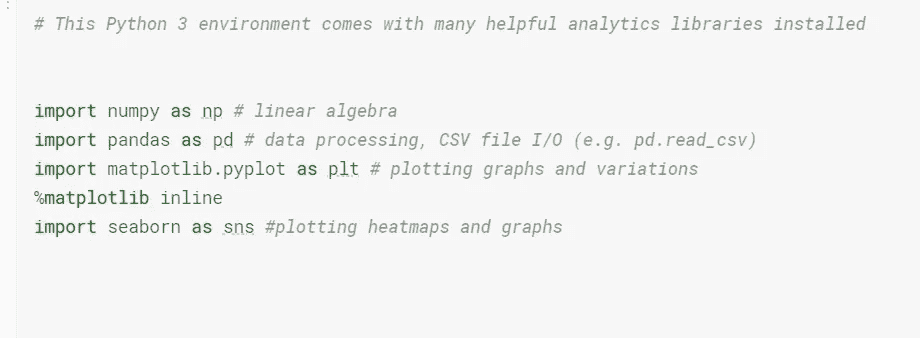 # This Python 3 environment comes with many helpful analytics libraries installed
import numpy as np # linear algebra
import pandas as pd # data processing, CSV file I/O (e.g. pd.read_csv)
import matplotlib.pyplot as plt # plotting graphs and variations
%matplotlib inline
import seaborn as sns #plotting heatmaps and graphs